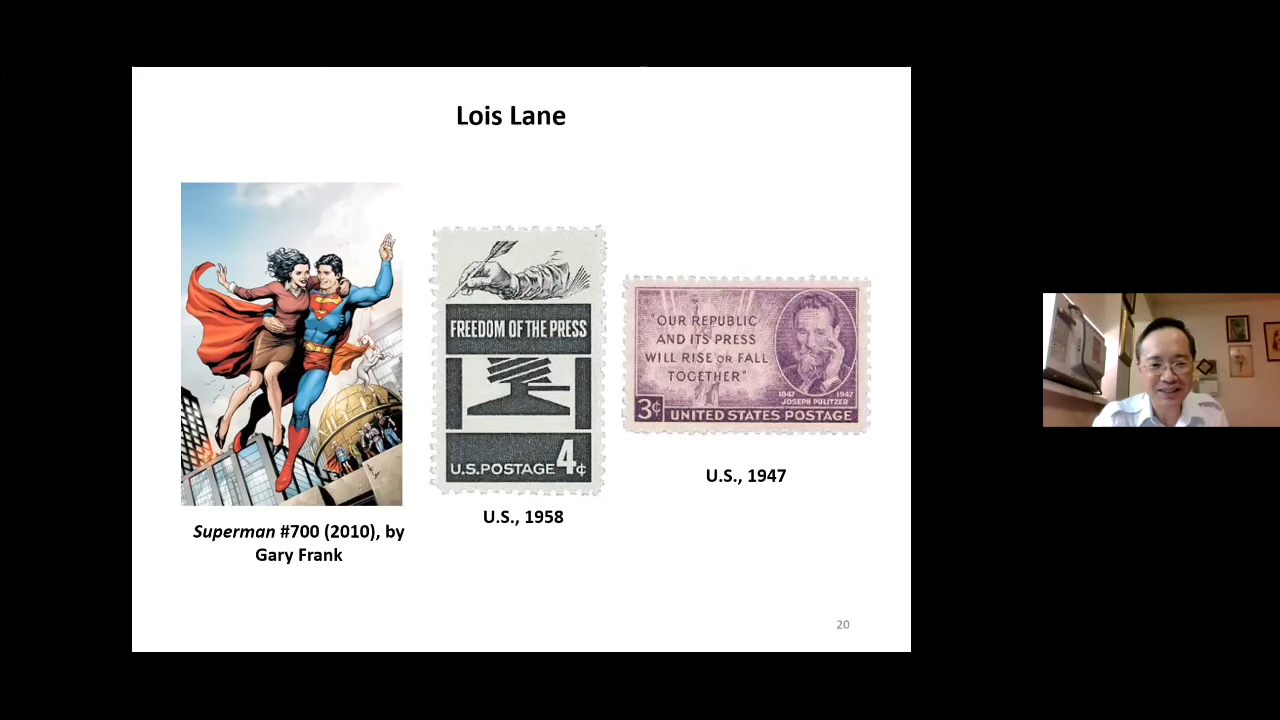 Lois Lane
FREEDOM OF THE PRESS
U.S. POSTAGE 4¢
"OUR REPUBLIC
AND ITS PRESS
WILL RISE OR FALL
TOGETHER"
1847 1947
JOSEPH PULITZER
3¢ UNITED STATES POSTAGE
U.S., 1947
U.S., 1958
Superman #700 (2010), by
Gary Frank
20